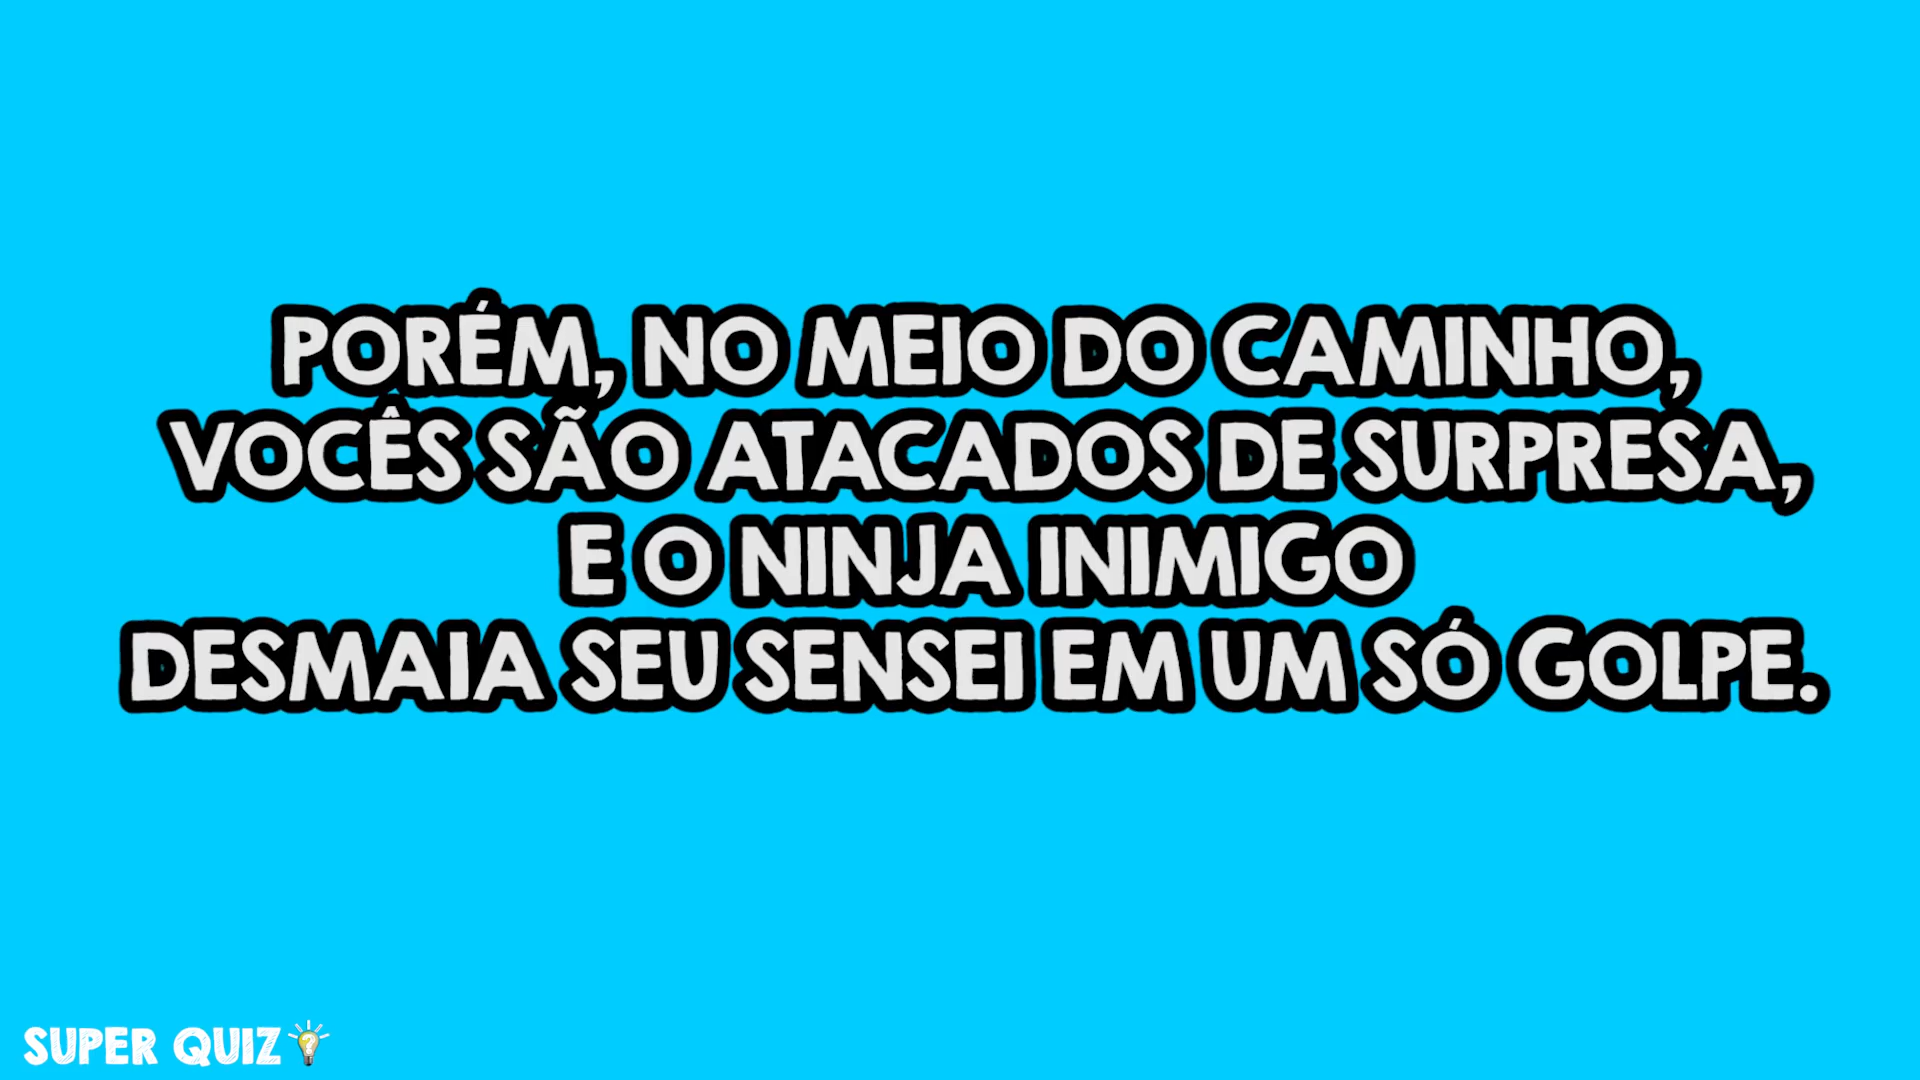 PORÉM, NO MEIO DO CAMINHO,
VOCÊS SÃO ATACADOS DE SURPRESA,
E O NINJA INIMIGO
DESMAIA SEU SENSEI EM UM SÓ GOLPE.
SUPER QUIZ